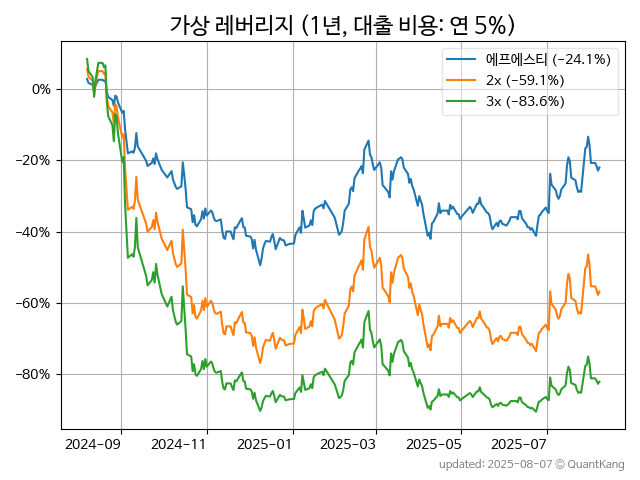 가상 레버리지 (1년, 대출 비용: 연 5%)
에프에스티 (−24.1%)
2x (−59.1%)
3x (−83.6%)
0%
−20%
−40%
−60%
−80%
2024-09 2024-11 2025-01 2025-03 2025-05 2025-07
updated: 2025-08-07 © QuantKang